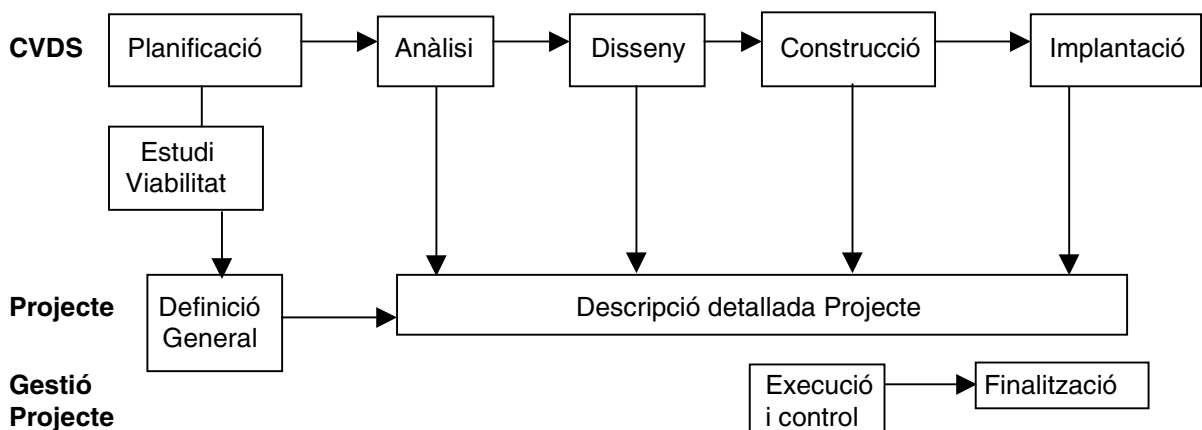 CVDS
Planificació
Anàlisi
Disseny
Construcció
Implantació
Estudi
Viabilitat
Projecte
Definició
General
Descripció detallada Projecte
Gestió
Projecte
Execució
i control
Finalització